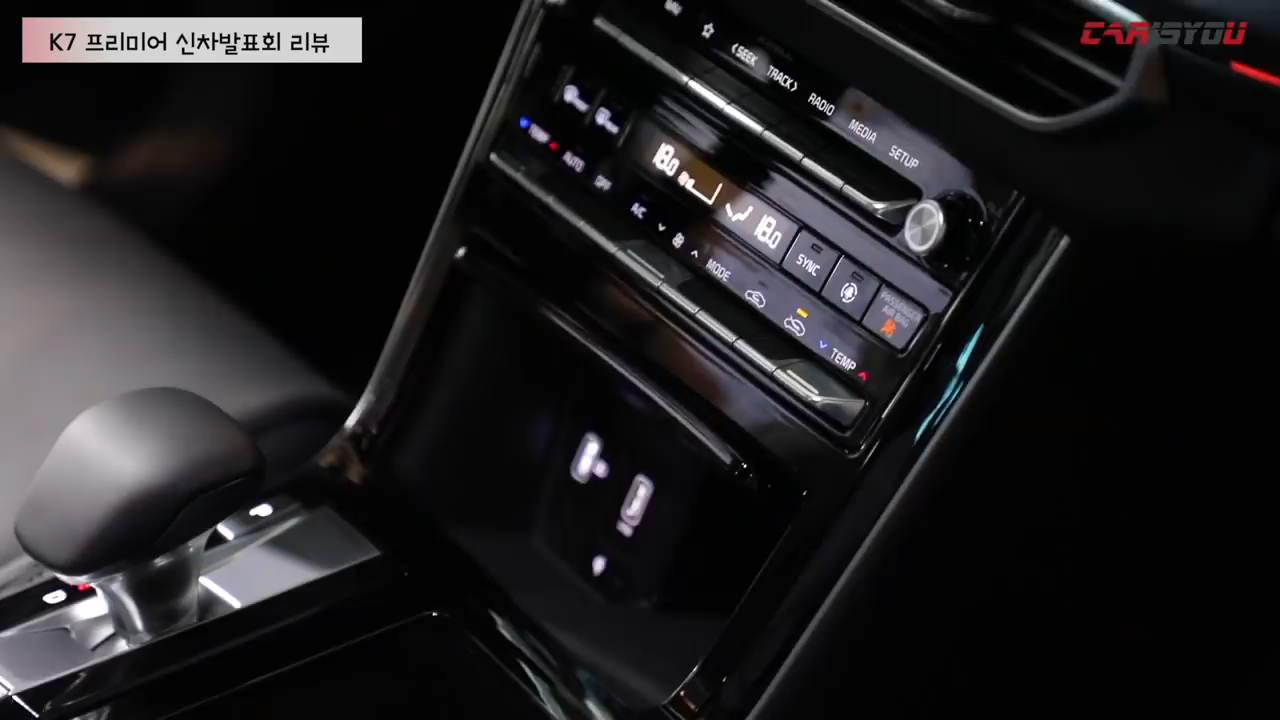 K7 프리미어 신차발표회 리뷰
CARISYOU
<SEEK
TRACK>
RADIO
MEDIA
SETUP
TEMP
AUTO
OFF
18.0
18.0
SYNC
PASSENGER
AIR BAG
A/C
MODE
TEMP